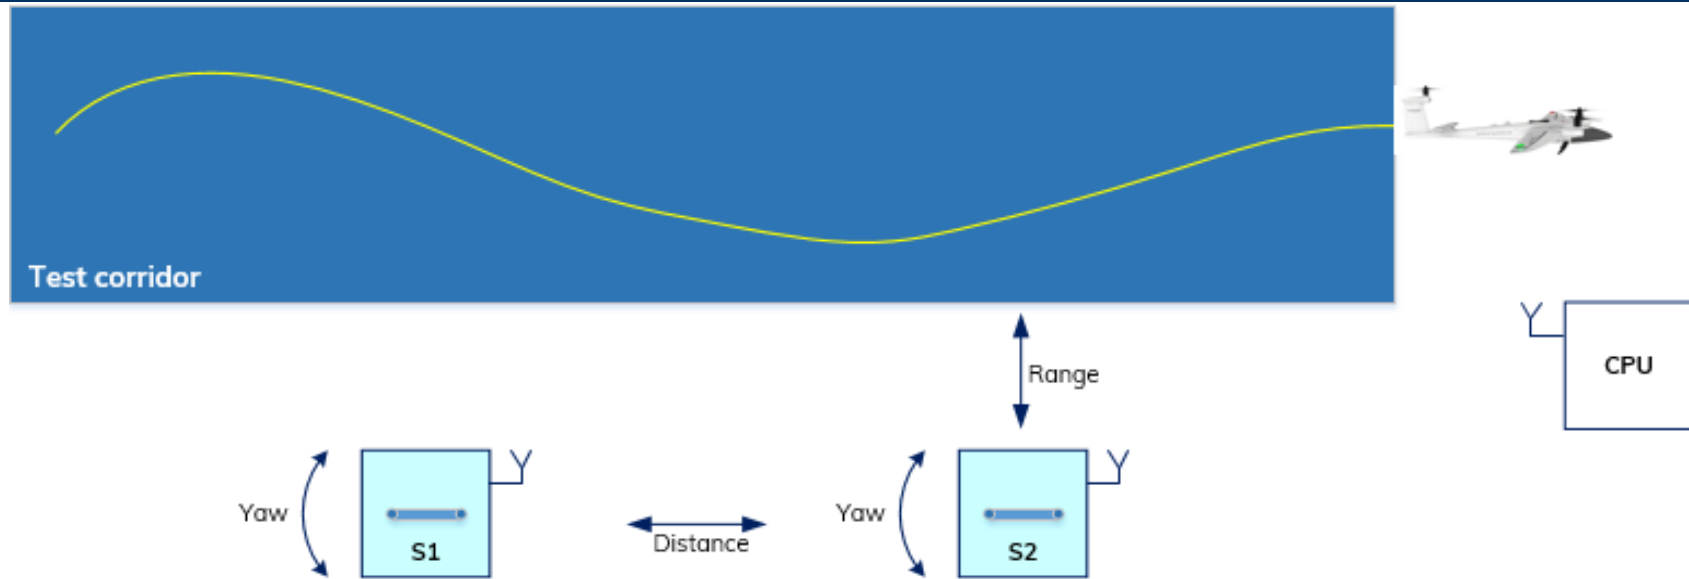 Test corridor
Range
CPU
Yaw
S1
Distance
Yaw
S2